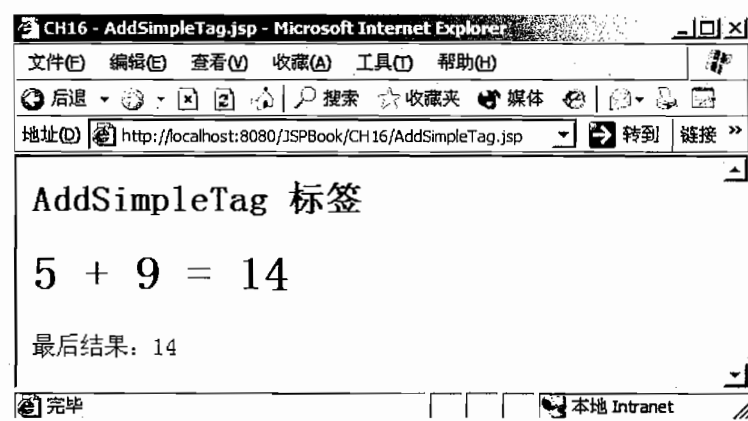 CH16 - AddSimpleTag.jsp - Microsoft Internet Explorer
文件(F) 编辑(E) 查看(V) 收藏(A) 工具(T) 帮助(H)
后退 搜索 收藏夹 媒体
地址(D) http://localhost:8080/JSPBook/CH16/AddSimpleTag.jsp 转到 链接 »
AddSimpleTag 标签
5 + 9 = 14
最后结果：14
完毕 本地 Intranet